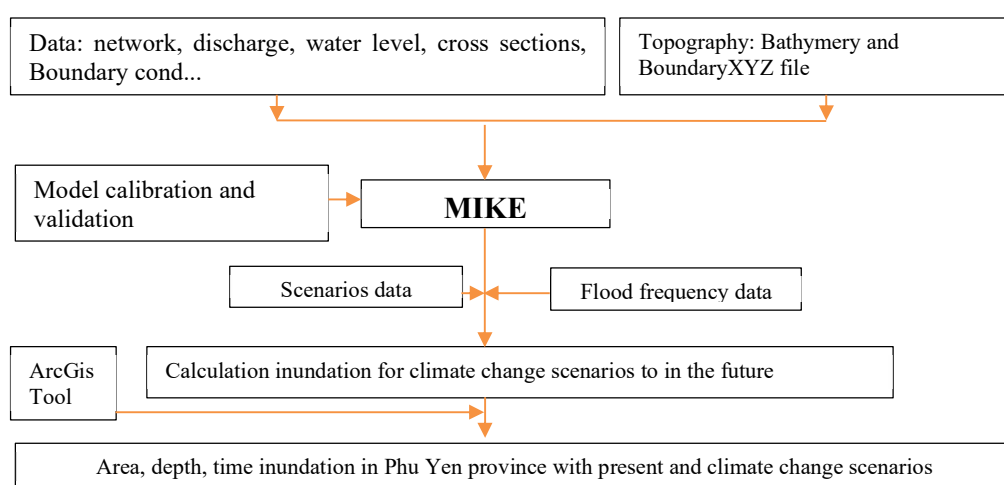 Data: network, discharge, water level, cross sections,
Boundary cond...
Topography: Bathymery and
BoundaryXYZ file
Model calibration and
validation
MIKE
Scenarios data
Flood frequency data
ArcGis
Tool
Calculation inundation for climate change scenarios to in the future
Area, depth, time inundation in Phu Yen province with present and climate change scenarios